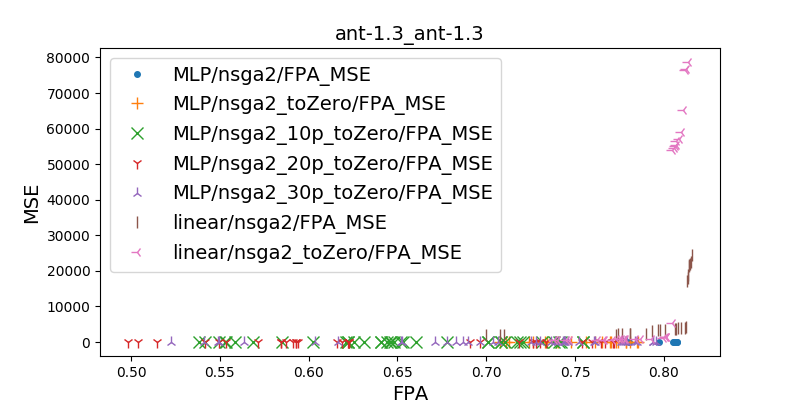 ant-1.3_ant-1.3
80000
70000
60000
50000
40000
30000
20000
10000
0
MSE
MLP/nsga2/FPA_MSE
MLP/nsga2_toZero/FPA_MSE
MLP/nsga2_10p_toZero/FPA_MSE
MLP/nsga2_20p_toZero/FPA_MSE
MLP/nsga2_30p_toZero/FPA_MSE
linear/nsga2/FPA_MSE
linear/nsga2_toZero/FPA_MSE
0.50 0.55 0.60 0.65 0.70 0.75 0.80
FPA